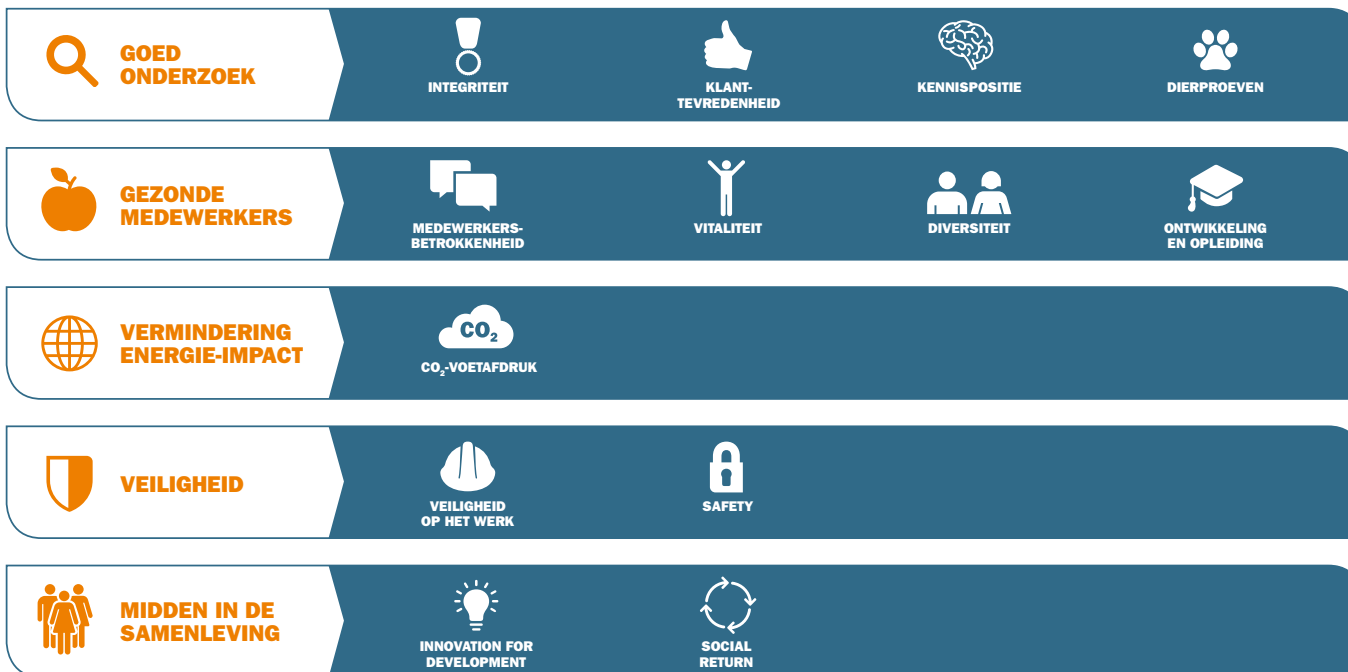 GOED
ONDERZOEK
INTEGRITEIT
KLANT-
TEVREDENHEID
KENNISPOSITIE
DIERPROEVEN
GEZONDE
MEDEWERKERS
MEDEWERKERS-
BETROKKENHEID
VITALITEIT
DIVERSITEIT
ONTWIKKELING
EN OPLEIDING
VERMINDERING
ENERGIE-IMPACT
CO₂
CO₂-VOETAFDRUK
VEILIGHEID
VEILIGHEID
OP HET WERK
SAFETY
MIDDEN IN DE
SAMENLEVING
INNOVATION FOR
DEVELOPMENT
SOCIAL
RETURN